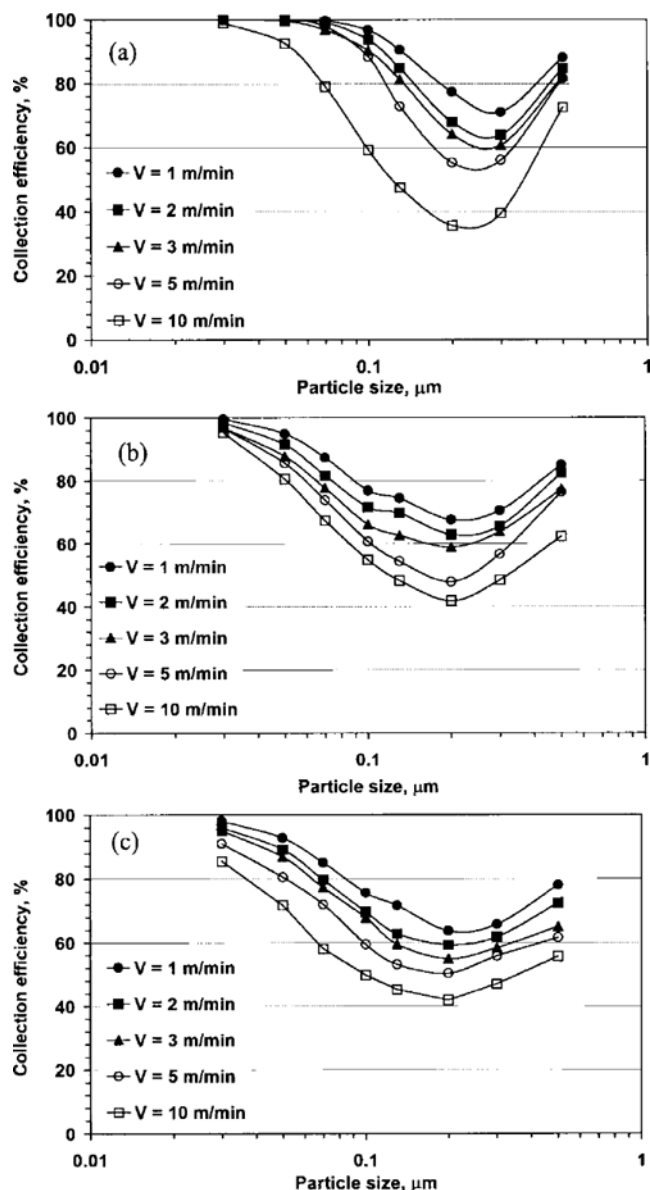 100
(a)
80
60
40
20
0
Collection efficiency, %
V = 1 m/min
V = 2 m/min
V = 3 m/min
V = 5 m/min
V = 10 m/min
0.01
0.1
1
Particle size, μm
100
(b)
80
60
40
20
0
Collection efficiency, %
V = 1 m/min
V = 2 m/min
V = 3 m/min
V = 5 m/min
V = 10 m/min
0.01
0.1
1
Particle size, μm
100
(c)
80
60
40
20
0
Collection efficiency, %
V = 1 m/min
V = 2 m/min
V = 3 m/min
V = 5 m/min
V = 10 m/min
0.01
0.1
1
Particle size, μm